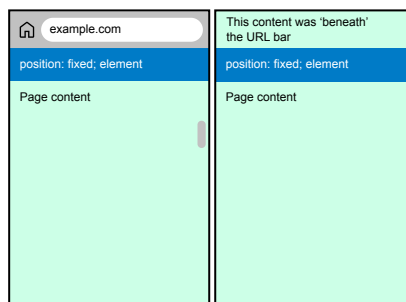 example.com
position: fixed; element
Page content
This content was ‘beneath’
the URL bar
position: fixed; element
Page content